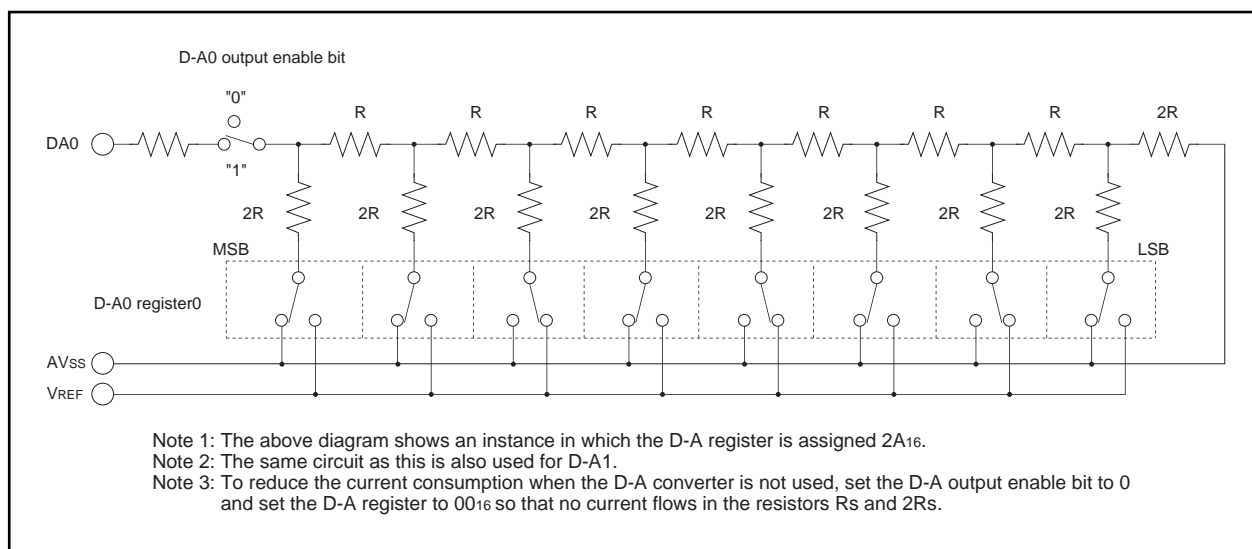 D-A0 output enable bit
"0"
R R R R R R R 2R
DA0
"1"
2R 2R 2R 2R 2R 2R 2R 2R
MSB LSB
D-A0 register0
AVSS
VREF
Note 1: The above diagram shows an instance in which the D-A register is assigned 2A16.
Note 2: The same circuit as this is also used for D-A1.
Note 3: To reduce the current consumption when the D-A converter is not used, set the D-A output enable bit to 0
and set the D-A register to 0016 so that no current flows in the resistors Rs and 2Rs.